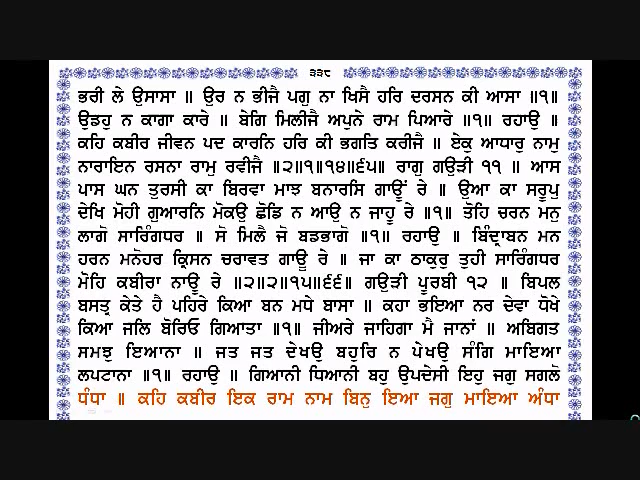 ੩੩੮
ਭਰੀ ਲੇ ਉਸਾਸਾ ॥ ਉਰ ਨ ਭੀਜੈ ਪਗੁ ਨਾ ਖਿਸੈ ਹਰਿ ਦਰਸਨ ਕੀ ਆਸਾ ॥੧॥
ਉਡਹੁ ਨ ਕਾਗਾ ਕਾਰੇ ॥ ਬੇਗਿ ਮਿਲੀਜੈ ਅਪੁਨੇ ਰਾਮ ਪਿਆਰੇ ॥੧॥ ਰਹਾਉ ॥
ਕਹਿ ਕਬੀਰ ਜੀਵਨ ਪਦ ਕਾਰਨਿ ਹਰਿ ਕੀ ਭਗਤਿ ਕਰੀਜੈ ॥ ਏਕੁ ਆਧਾਰੁ ਨਾਮੁ
ਨਾਰਾਇਨ ਰਸਨਾ ਰਾਮੁ ਰਵੀਜੈ ॥੨॥੧॥੧੪॥੬੫॥ ਰਾਗੁ ਗਉੜੀ ੧੧ ॥ ਆਸ
ਪਾਸ ਘਨ ਤੁਰਸੀ ਕਾ ਬਿਰਵਾ ਮਾਝ ਬਨਾਰਸਿ ਗਾਊਂ ਰੇ ॥ ਉਆ ਕਾ ਸਰੂਪੁ
ਦੇਖਿ ਮੋਹੀ ਗੁਆਰਨਿ ਮੋਕਉ ਛੋਡਿ ਨ ਆਉ ਨ ਜਾਹੂ ਰੇ ॥੧॥ ਤੋਹਿ ਚਰਨ ਮਨੁ
ਲਾਗੋ ਸਾਰਿੰਗਧਰ ॥ ਸੋ ਮਿਲੈ ਜੋ ਬਡਭਾਗੋ ॥੧॥ ਰਹਾਉ ॥ ਬਿੰਦ੍ਰਾਬਨ ਮਨ
ਹਰਨ ਮਨੋਹਰ ਕ੍ਰਿਸਨ ਚਰਾਵਤ ਗਾਊ ਰੇ ॥ ਜਾ ਕਾ ਠਾਕੁਰੁ ਤੁਹੀ ਸਾਰਿੰਗਧਰ
ਮੋਹਿ ਕਬੀਰਾ ਨਾਊ ਰੇ ॥੨॥੨॥੧੫॥੬੬॥ ਗਉੜੀ ਪੂਰਬੀ ੧੨ ॥ ਬਿਪਲ
ਬਸਤ੍ਰ ਕੇਤੇ ਹੈ ਪਹਿਰੇ ਕਿਆ ਬਨ ਮਧੇ ਬਾਸਾ ॥ ਕਹਾ ਭਇਆ ਨਰ ਦੇਵਾ ਧੋਖੇ
ਕਿਆ ਜਲਿ ਬੋਰਿਓ ਗਿਆਤਾ ॥੧॥ ਜੀਅਰੇ ਜਾਹਿਗਾ ਮੈ ਜਾਨਾਂ ॥ ਅਬਿਗਤ
ਸਮਝੁ ਇਆਨਾ ॥ ਜਤ ਜਤ ਦੇਖਉ ਬਹੁਰਿ ਨ ਪੇਖਉ ਸੰਗਿ ਮਾਇਆ
ਲਪਟਾਨਾ ॥੧॥ ਰਹਾਉ ॥ ਗਿਆਨੀ ਧਿਆਨੀ ਬਹੁ ਉਪਦੇਸੀ ਇਹੁ ਜਗੁ ਸਗਲੋ
ਧੰਧਾ ॥ ਕਹਿ ਕਬੀਰ ਇਕ ਰਾਮ ਨਾਮ ਬਿਨੁ ਇਆ ਜਗੁ ਮਾਇਆ ਅੰਧਾ